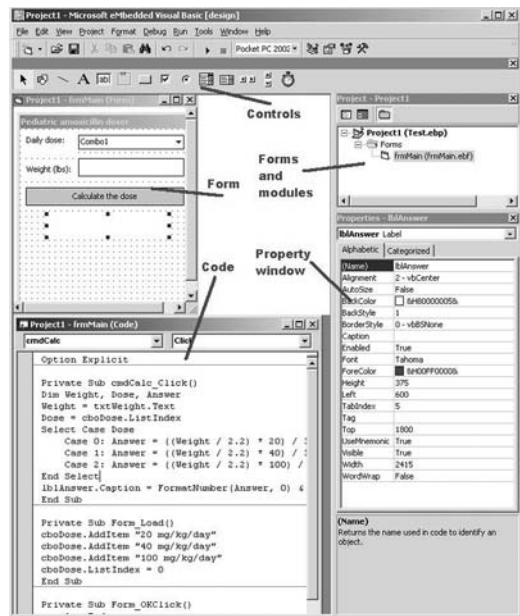 Project1 - Microsoft eMbedded Visual Basic [design]
File Edit View Project Format Debug Run Tools Window Help
Pocket PC 2002
Controls
Project1 - frmMain (Form)
Pediatric amoxicillin doser
Daily dose:
Combo1
Weight (lbs):
Calculate the dose
Form
Forms
and
modules
Project - Project1
Project1 (Test.ebp)
Forms
frmMain (frmMain.ebf)
Properties - lblAnswer
lblAnswer Label
Alphabetic Categorized
(Name) lblAnswer
Alignment 2 - vbCenter
AutoSize False
BackColor &H80000005&
BackStyle 1
BorderStyle 0 - vbBSNone
Caption
Enabled True
Font Tahoma
ForeColor &H00FF0000&
Height 375
Left 600
TabIndex 5
Tag
Top 1800
UseMnemonic True
Visible True
Width 2415
WordWrap False
(Name)
Returns the name used in code to identify an
object.
Code
Property
window
Project1 - frmMain (Code)
cmdCalc
Click
Option Explicit
Private Sub cmdCalc_Click()
Dim Weight, Dose, Answer
Weight = txtWeight.Text
Dose = cboDose.ListIndex
Select Case Dose
Case 0: Answer = ((Weight / 2.2) * 20) /
Case 1: Answer = ((Weight / 2.2) * 40) /
Case 2: Answer = ((Weight / 2.2) * 100) /
End Select
lblAnswer.Caption = FormatNumber(Answer, 0) &
End Sub
Private Sub Form_Load()
cboDose.AddItem "20 mg/kg/day"
cboDose.AddItem "40 mg/kg/day"
cboDose.AddItem "100 mg/kg/day"
cboDose.ListIndex = 0
End Sub
Private Sub Form_OKClick()